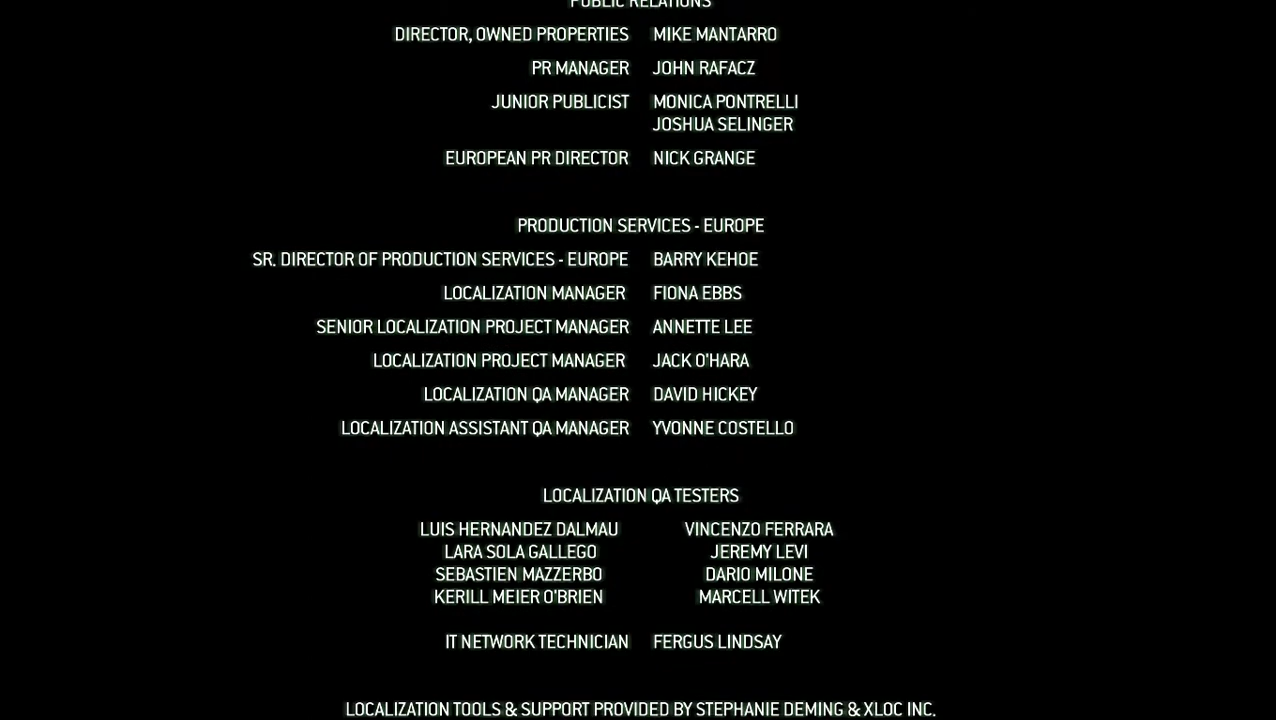 PUBLIC RELATIONS
DIRECTOR, OWNED PROPERTIES MIKE MANTARRO
PR MANAGER JOHN RAFACZ
JUNIOR PUBLICIST MONICA PONTRELLI
JOSHUA SELINGER
EUROPEAN PR DIRECTOR NICK GRANGE
PRODUCTION SERVICES - EUROPE
SR. DIRECTOR OF PRODUCTION SERVICES - EUROPE BARRY KEHOE
LOCALIZATION MANAGER FIONA EBBS
SENIOR LOCALIZATION PROJECT MANAGER ANNETTE LEE
LOCALIZATION PROJECT MANAGER JACK O'HARA
LOCALIZATION QA MANAGER DAVID HICKEY
LOCALIZATION ASSISTANT QA MANAGER YVONNE COSTELLO
LOCALIZATION QA TESTERS
LUIS HERNANDEZ DALMAU VINCENZO FERRARA
LARA SOLA GALLEGO JEREMY LEVI
SEBASTIEN MAZZERBO DARIO MILONE
KERILL MEIER O'BRIEN MARCELL WITEK
IT NETWORK TECHNICIAN FERGUS LINDSAY
LOCALIZATION TOOLS & SUPPORT PROVIDED BY STEPHANIE DEMING & XLOC INC.